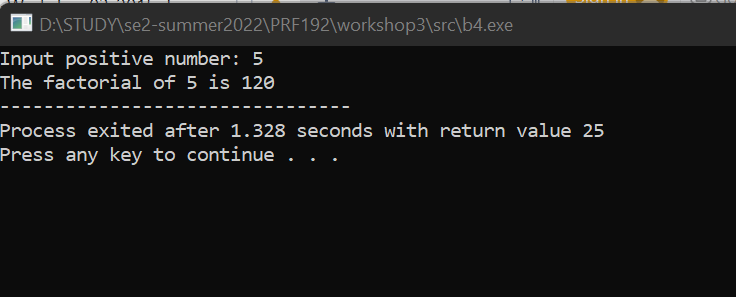 D:\STUDY\se2-summer2022\PRF192\workshop3\src\b4.exe
Input positive number: 5
The factorial of 5 is 120
--------------------------------
Process exited after 1.328 seconds with return value 25
Press any key to continue . . .